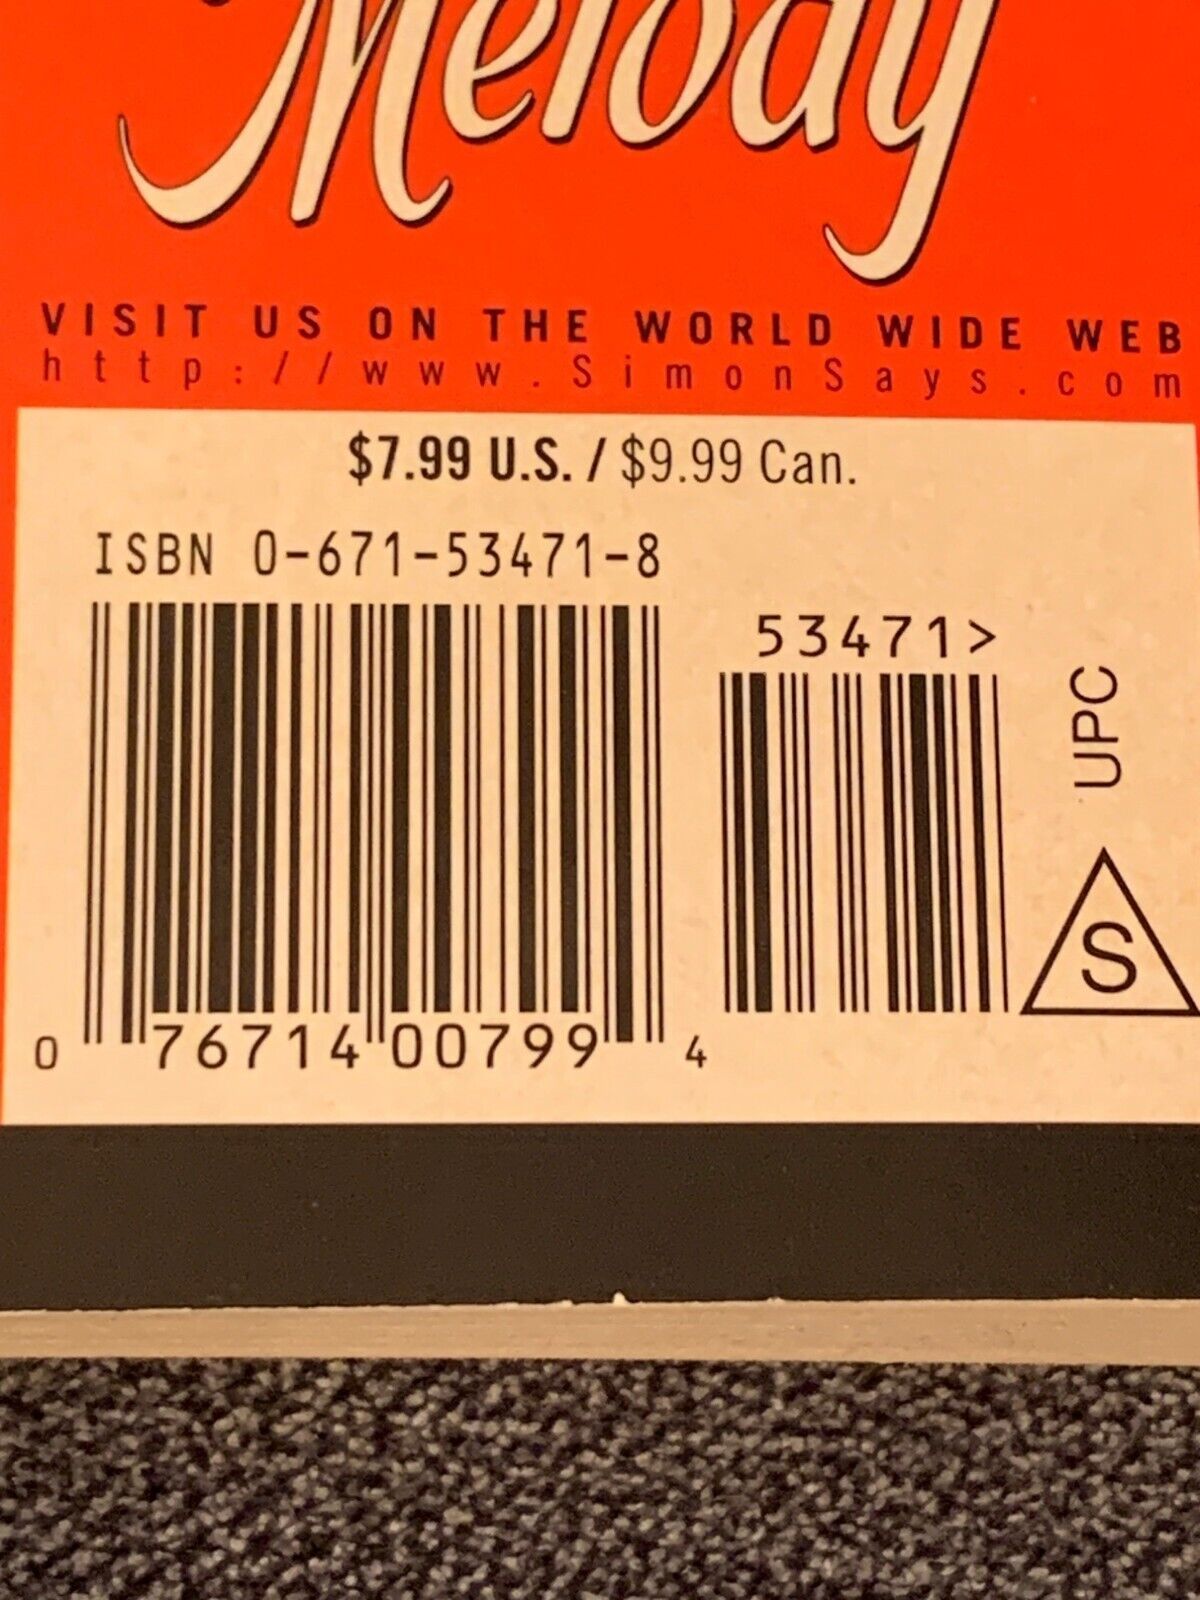 Melody
VISIT US ON THE WORLD WIDE WEB
http://www.SimonSays.com
$7.99 U.S. / $9.99 Can.
ISBN 0-671-53471-8
53471>
UPC
S
0 76714 00799 4